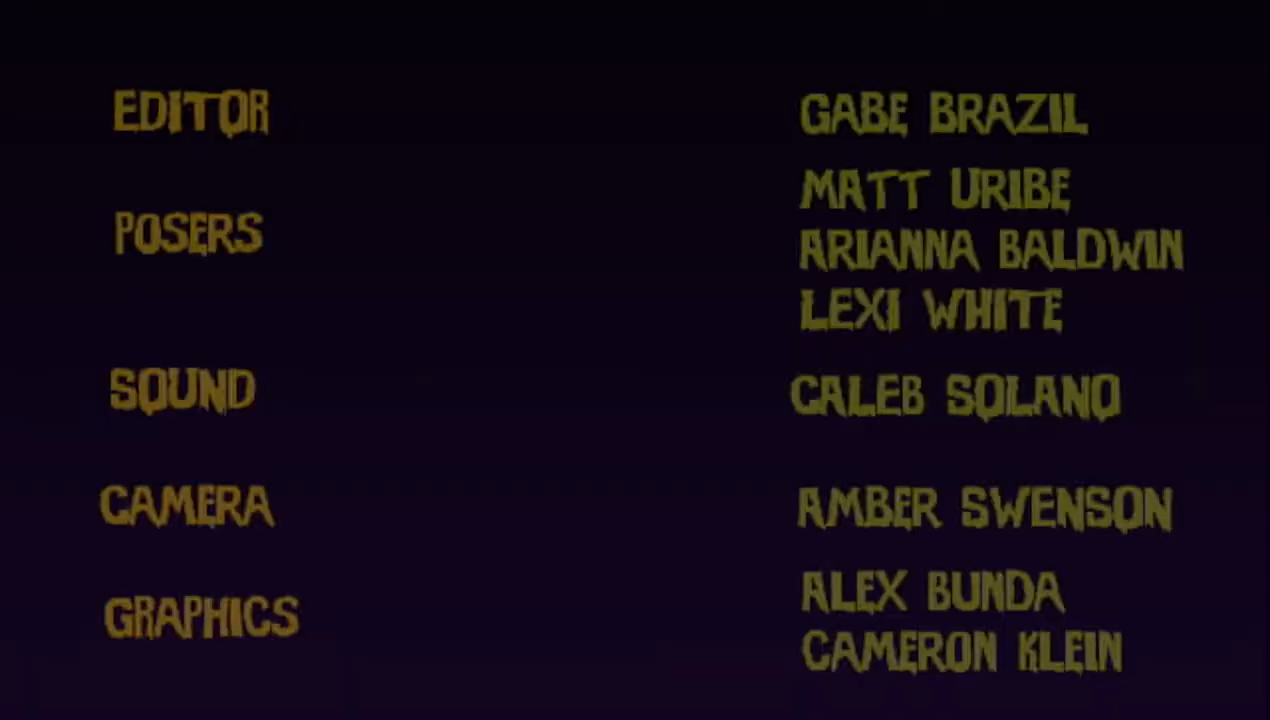 EDITOR GABE BRAZIL
MATT URIBE
POSERS ARIANNA BALDWIN
LEXI WHITE
SOUND CALEB SOLANO
CAMERA AMBER SWENSON
ALEX BUNDA
GRAPHICS
CAMERON KLEIN